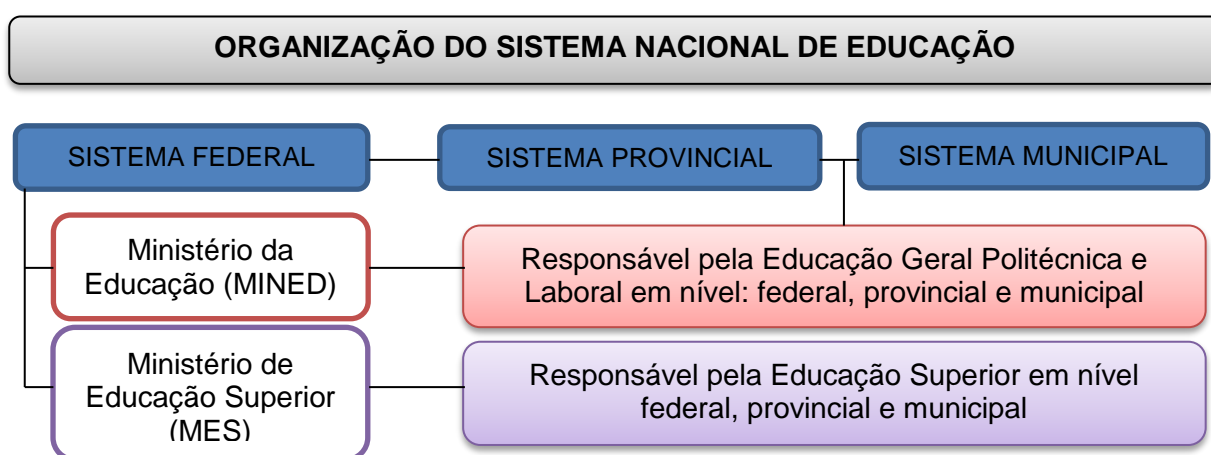 ORGANIZAÇÃO DO SISTEMA NACIONAL DE EDUCAÇÃO
SISTEMA FEDERAL
SISTEMA PROVINCIAL
SISTEMA MUNICIPAL
Ministério da
Educação (MINED)
Responsável pela Educação Geral Politécnica e
Laboral em nível: federal, provincial e municipal
Ministério de
Educação Superior
(MES)
Responsável pela Educação Superior em nível
federal, provincial e municipal